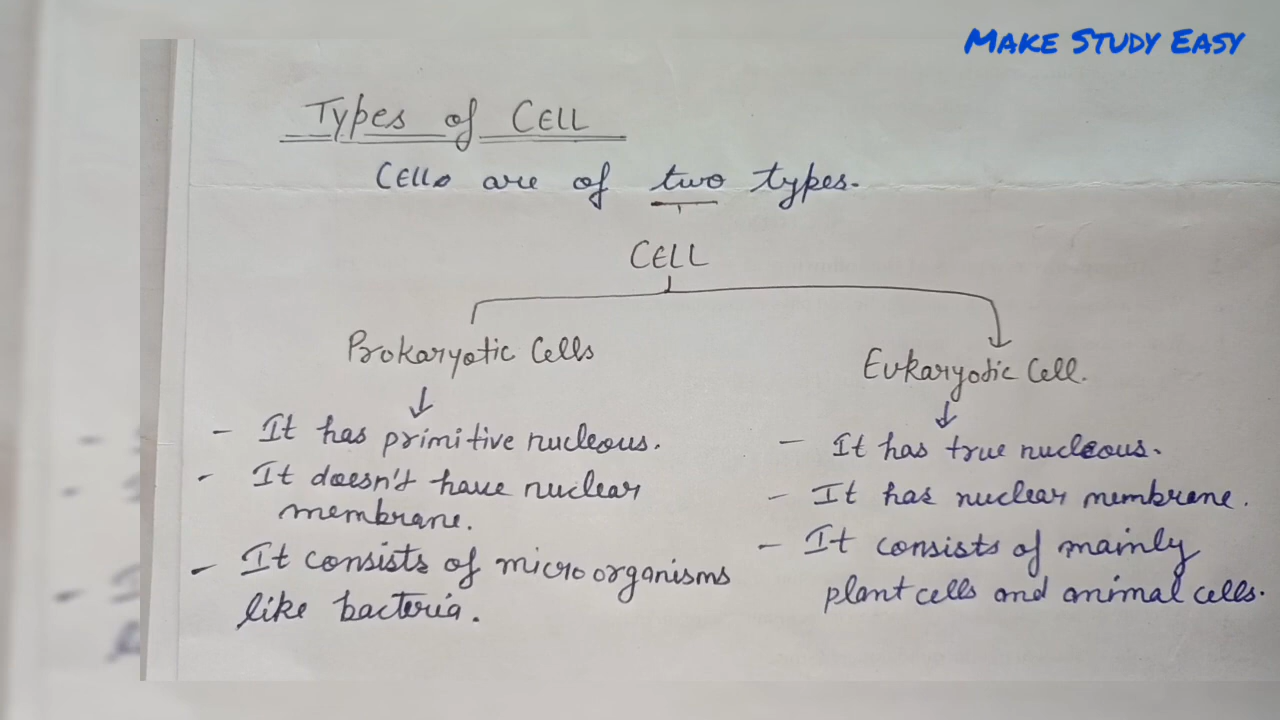 MAKE STUDY EASY
Types of CELL
Cells are of two types.
CELL
Prokaryotic Cells
Eukaryotic Cell.
- It has primitive nucleous.
- It doesn't have nuclear
membrane.
- It consists of microorganisms
like bacteria.
- It has true nucleous.
- It has nuclear membrane.
- It consists of mainly
plant cells and animal cells.